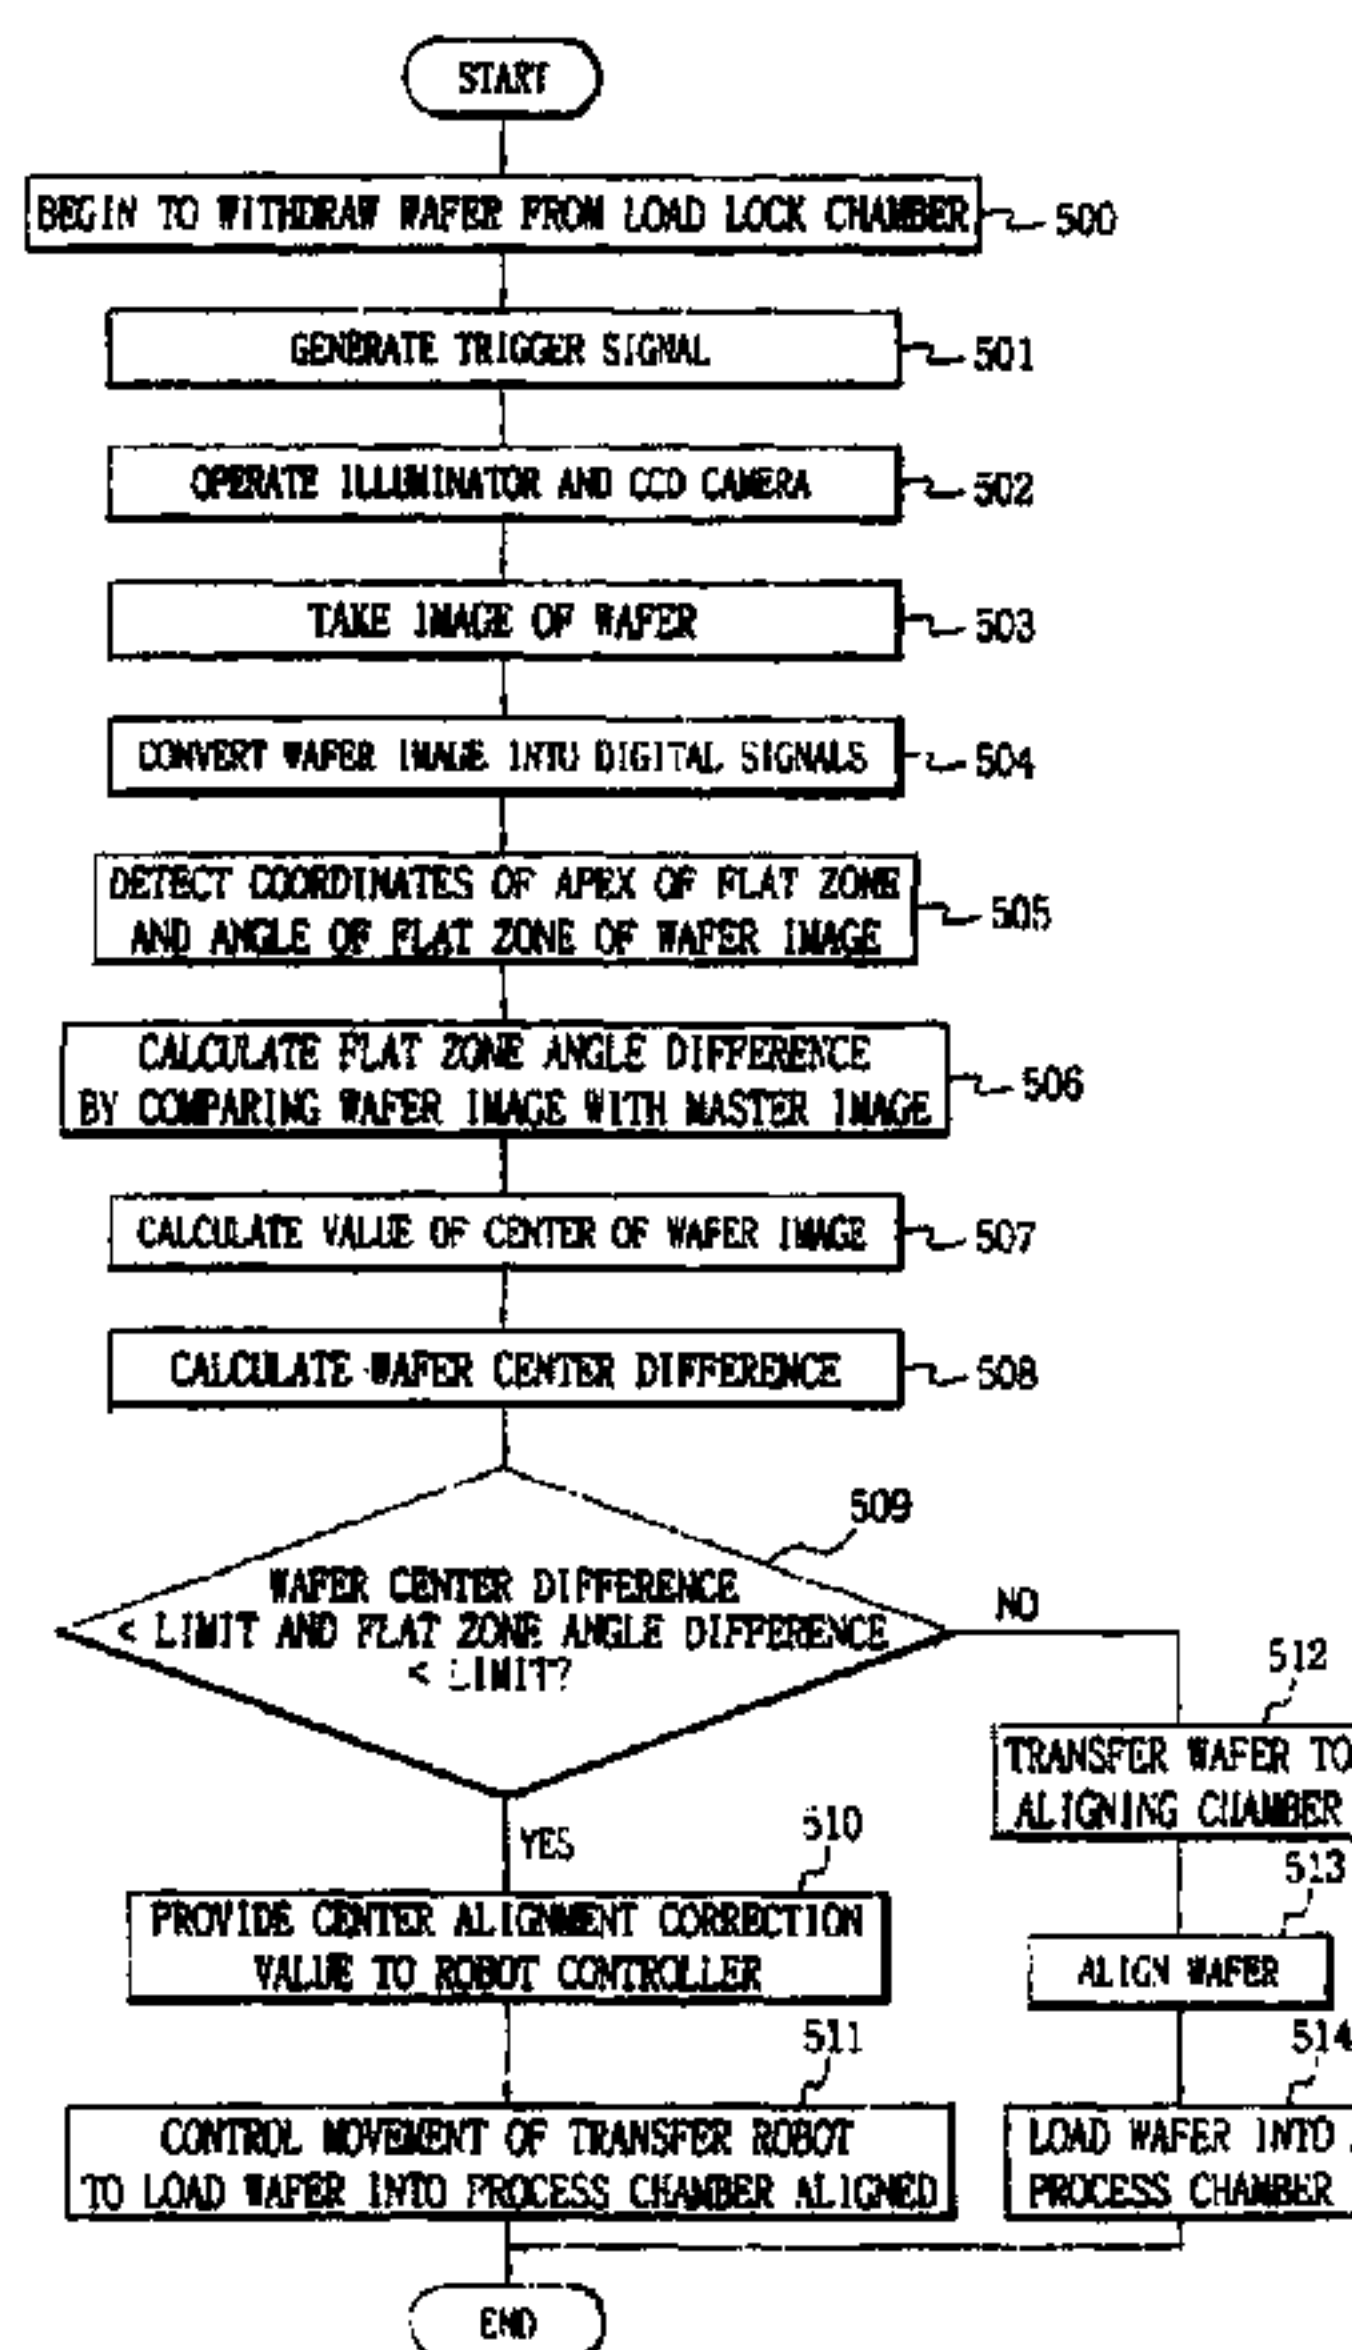 START
BEGIN TO WITHDRAW WAFER FROM LOAD LOCK CHAMBER
500
GENERATE TRIGGER SIGNAL
501
OPERATE ILLUMINATOR AND CCD CAMERA
502
TAKE IMAGE OF WAFER
503
CONVERT WAFER IMAGE INTO DIGITAL SIGNALS
504
DETECT COORDINATES OF APEX OF FLAT ZONE
AND ANGLE OF FLAT ZONE OF WAFER IMAGE
505
CALCULATE FLAT ZONE ANGLE DIFFERENCE
BY COMPARING WAFER IMAGE WITH MASTER IMAGE
506
CALCULATE VALUE OF CENTER OF WAFER IMAGE
507
CALCULATE WAFER CENTER DIFFERENCE
508
509
WAFER CENTER DIFFERENCE
< LIMIT AND FLAT ZONE ANGLE DIFFERENCE
< LIMIT?
NO
YES
510
PROVIDE CENTER ALIGNMENT CORRECTION
VALUE TO ROBOT CONTROLLER
511
CONTROL MOVEMENT OF TRANSFER ROBOT
TO LOAD WAFER INTO PROCESS CHAMBER ALIGNED
512
TRANSFER WAFER TO
ALIGNING CHAMBER
513
ALIGN WAFER
514
LOAD WAFER INTO
PROCESS CHAMBER
END